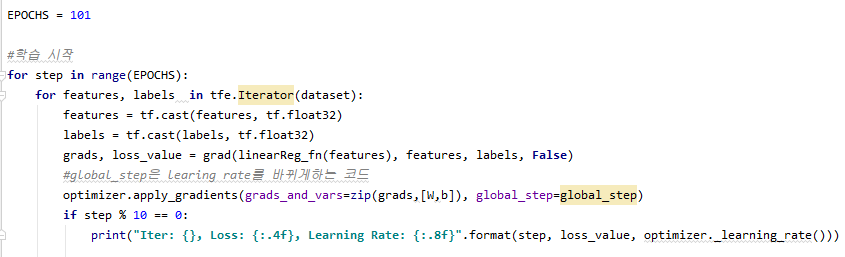 EPOCHS = 101
#학습 시작
for step in range(EPOCHS):
    for features, labels  in tfe.Iterator(dataset):
        features = tf.cast(features, tf.float32)
        labels = tf.cast(labels, tf.float32)
        grads, loss_value = grad(linearReg_fn(features), features, labels, False)
        #global_step은 learing rate를 바뀌게하는 코드
        optimizer.apply_gradients(grads_and_vars=zip(grads,[W,b]), global_step=global_step)
        if step % 10 == 0:
            print("Iter: {}, Loss: {:.4f}, Learning Rate: {:.8f}".format(step, loss_value, optimizer._learning_rate()))